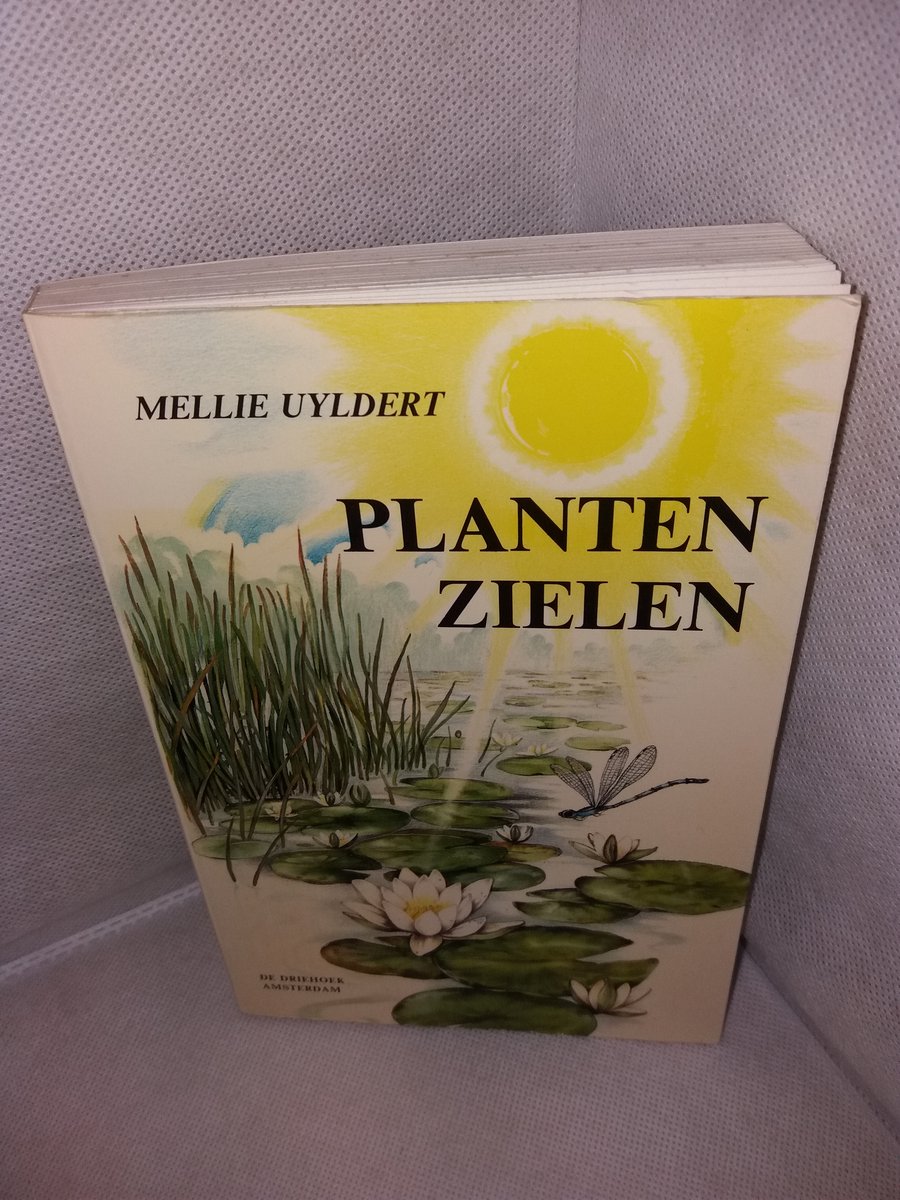 MELLIE UYLDERT
PLANTEN
ZIELEN
DE DRIEHOEK
AMSTERDAM